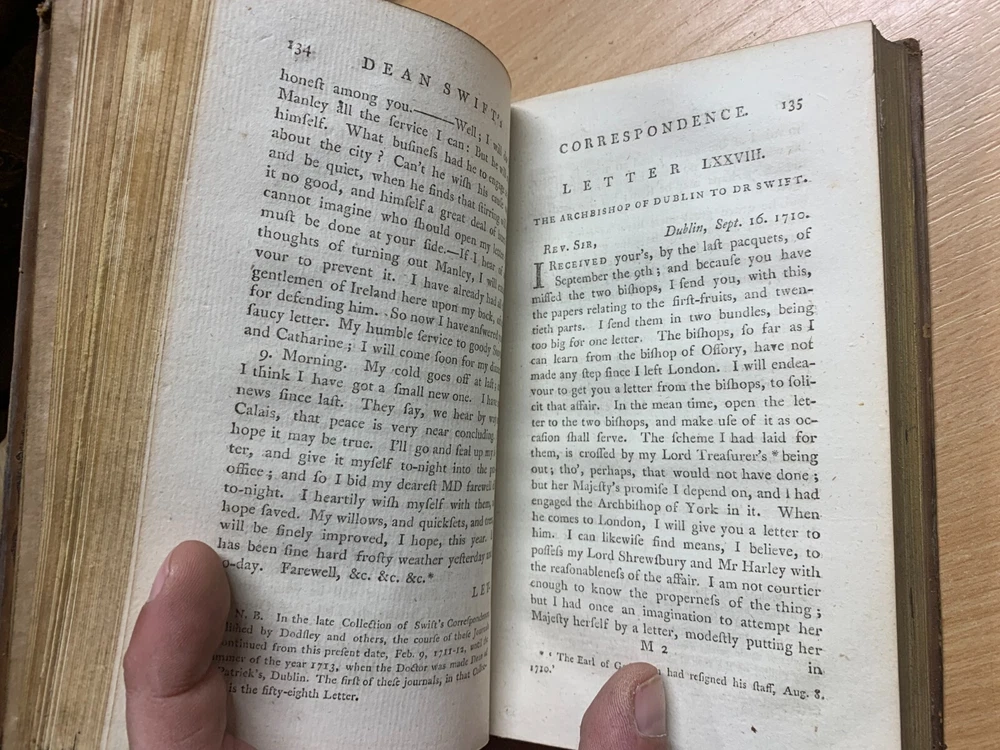 134
DEAN SWIFT's
honeſt among you.——Well; I will
Manley all the ſervice I can: But he will
himſelf. What buſineſs had he to engage
about the city? Can't he wiſh his cauſe
and be quiet, when he finds that ſtirring will
it no good, and himſelf a great deal of
cannot imagine who ſhould open my letter
muſt be done at your ſide.—If I hear of
thoughts of turning out Manley, I will
vour to prevent it. I have already had
gentlemen of Ireland here upon my back,
for defending him. So now I have anſwered
ſaucy letter. My humble ſervice to goody
and Catharine; I will come ſoon for my
9. Morning. My cold goes off at laſt;
I think I have got a ſmall new one. I have
news ſince laſt. They ſay, we hear by
Calais, that peace is very near concluding.
hope it may be true. I'll go and ſeal up my
ter, and give it myſelf to-night into the
office; and ſo I bid my deareſt MD farewel
to-night. I heartily wiſh myſelf with them,
hope ſaved. My willows, and quickſets, and
will be finely improved, I hope, this year.
has been fine hard froſty weather yeſterday
o-day. Farewell, &c. &c. &c.*
LET
N. B. In the late Collection of Swift's Correſpondence
liſhed by Dodſley and others, the courſe of theſe Journals
ontinued from this preſent date, Feb. 9, 1711-12, until the
mmer of the year 1713, when the Doctor was made Dean of
Patrick's, Dublin. The firſt of theſe journals, in that
is the fifty-eighth Letter.
CORRESPONDENCE. 135
LETTER LXXVIII.
THE ARCHBISHOP OF DUBLIN TO DR SWIFT.
Dublin, Sept. 16. 1710.
REV. SIR,
I RECEIVED your's, by the laſt pacquets, of
September the 9th; and becauſe you have
miſſed the two biſhops, I ſend you, with this,
the papers relating to the firſt-fruits, and twen-
tieth parts. I ſend them in two bundles, being
too big for one letter. The biſhops, ſo far as I
can learn from the biſhop of Oſſory, have not
made any ſtep ſince I left London. I will endea-
vour to get you a letter from the biſhops, to ſoli-
cit that affair. In the mean time, open the let-
ter to the two biſhops, and make uſe of it as oc-
caſion ſhall ſerve. The ſcheme I had laid for
them, is croſſed by my Lord Treaſurer's * being
out; tho', perhaps, that would not have done;
but her Majeſty's promiſe I depend on, and I had
engaged the Archbiſhop of York in it. When
he comes to London, I will give you a letter to
him. I can likewiſe find means, I believe, to
poſſeſs my Lord Shrewſbury and Mr Harley with
the reaſonableneſs of the affair. I am not courtier
enough to know the properneſs of the thing;
but I had once an imagination to attempt her
Majeſty herſelf by a letter, modeſtly putting her
M 2
in
* ' The Earl of had reſigned his ſtaff, Aug. 8.
1710.'